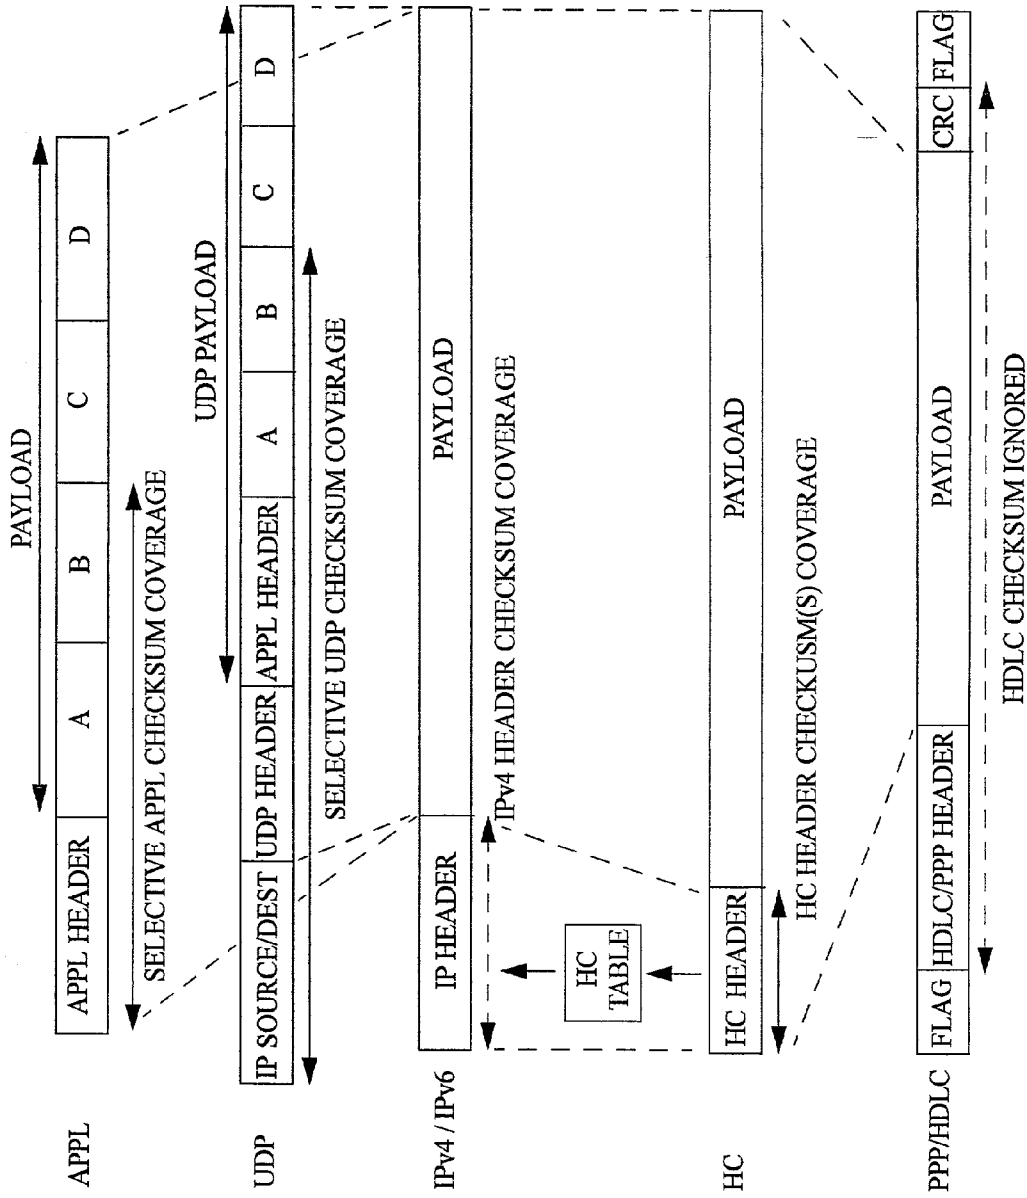 PAYLOAD
APPL
APPL HEADER
A
B
C
D
SELECTIVE APPL CHECKSUM COVERAGE
UDP PAYLOAD
UDP
IP SOURCE/DEST
UDP HEADER
APPL HEADER
A
B
C
D
SELECTIVE UDP CHECKSUM COVERAGE
IPv4 / IPv6
IP HEADER
PAYLOAD
IPv4 HEADER CHECKSUM COVERAGE
HC
TABLE
HC
HC HEADER
PAYLOAD
HC HEADER CHECKUSM(S) COVERAGE
PPP/HDLC
FLAG
HDLC/PPP HEADER
PAYLOAD
CRC
FLAG
HDLC CHECKSUM IGNORED